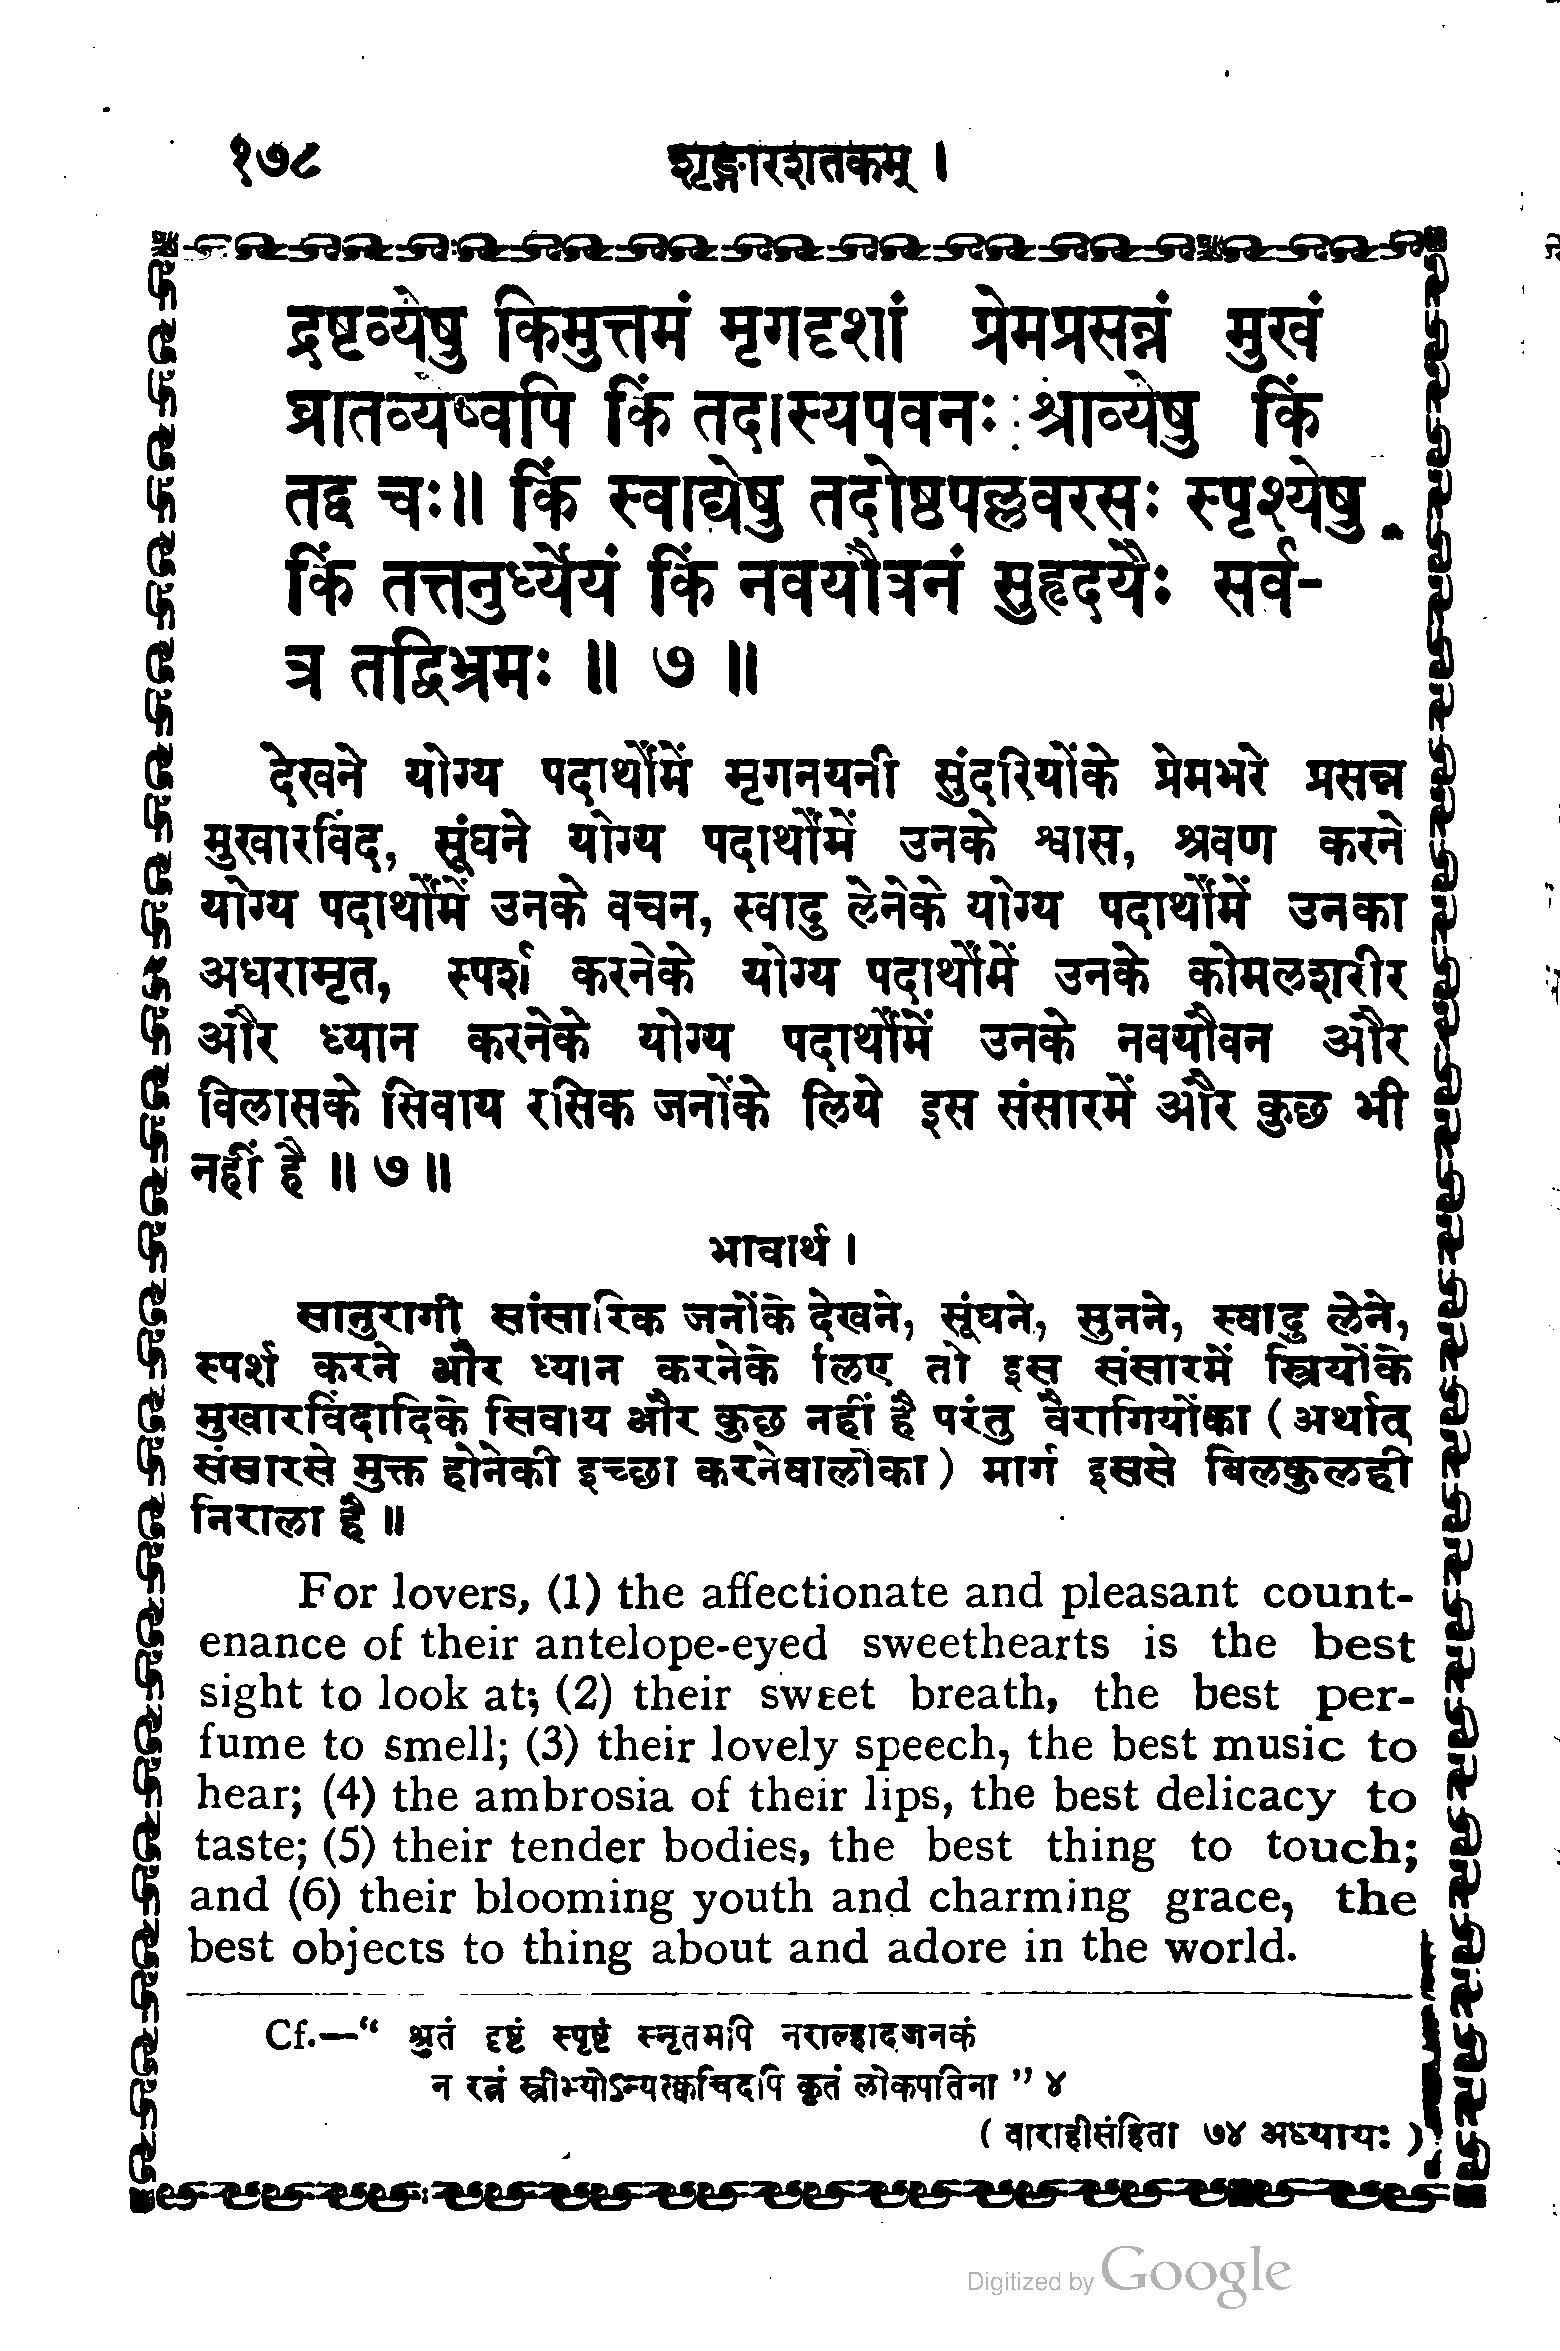 १७८ शृङ्गारशतकम् ।
द्रष्टव्येषु किमुत्तमं मृगदृशां प्रेमप्रसन्नं मुखं
घ्रातव्येष्वपि किं तदास्यपवनः श्राव्येषु किं
तद्व चः॥ किं स्वाद्येषु तदोष्ठपल्लवरसः स्पृश्येषु
किं तत्तनुर्ध्येयं किं नवयौवनं सुहृदयैः सर्व-
त्र तद्विभ्रमः ॥ ७ ॥
देखने योग्य पदार्थोंमें मृगनयनी सुंदरियोंके प्रेमभरे प्रसन्न
मुखारविंद, सूंघने योग्य पदार्थोंमें उनके श्वास, श्रवण करने
योग्य पदार्थोंमें उनके वचन, स्वादु लेनेके योग्य पदार्थोंमें उनका
अधरामृत, स्पर्श करनेके योग्य पदार्थोंमें उनके कोमलशरीर
और ध्यान करनेके योग्य पदार्थोंमें उनके नवयौवन और
विलासके सिवाय रसिक जनोंके लिये इस संसारमें और कुछ भी
नहीं है ॥ ७ ॥
भावार्थ ।
सानुरागी सांसारिक जनोंके देखने, सूंघने, सुनने, स्वादु लेने,
स्पर्श करने और ध्यान करनेके लिए तो इस संसारमें स्त्रियोंके
मुखारविंदादिके सिवाय और कुछ नहीं है परंतु वैरागियोंका ( अर्थात्
संसारसे मुक्त होनेकी इच्छा करनेवालोंका ) मार्ग इससे बिलकुलही
निराला है ॥
For lovers, (1) the affectionate and pleasant count-
enance of their antelope-eyed sweethearts is the best
sight to look at; (2) their sweet breath, the best per-
fume to smell; (3) their lovely speech, the best music to
hear; (4) the ambrosia of their lips, the best delicacy to
taste; (5) their tender bodies, the best thing to touch;
and (6) their blooming youth and charming grace, the
best objects to thing about and adore in the world.
Cf.—“ श्रुतं दृष्टं स्पृष्टं स्मृतमपि नराल्हादजनकं
न रत्नं स्त्रीभ्योऽन्यत्क्वचिदपि कृतं लोकपतिना ” ४
( वाराहीसंहिता ७४ अध्यायः )
Digitized by Google